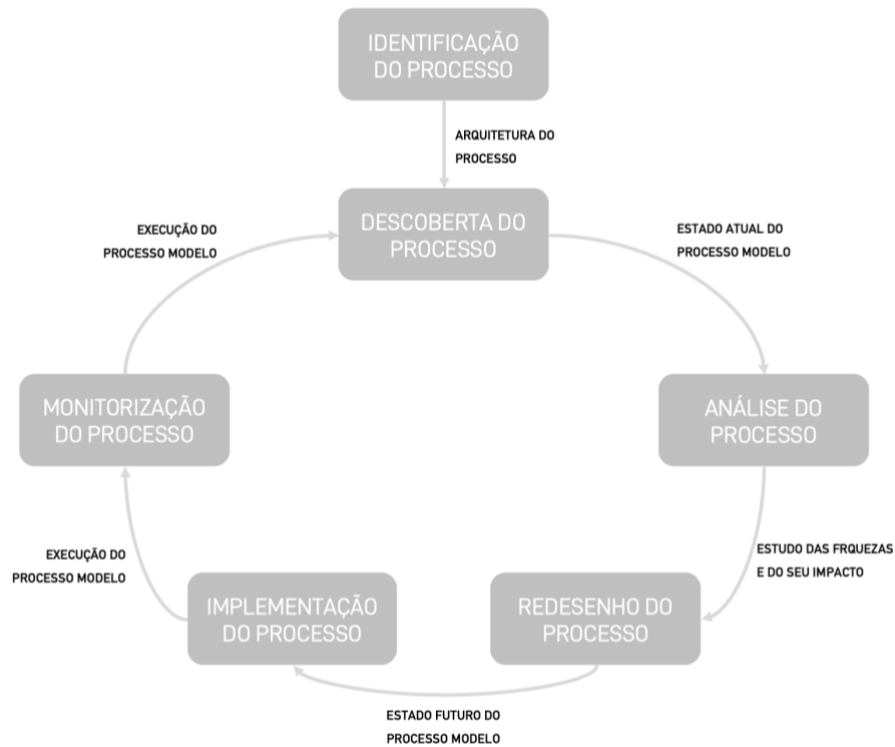 IDENTIFICAÇÃO
DO PROCESSO
ARQUITETURA DO
PROCESSO
DESCOBERTA DO
PROCESSO
EXECUÇÃO DO
PROCESSO MODELO
ESTADO ATUAL DO
PROCESSO MODELO
MONITORIZAÇÃO
DO PROCESSO
ANÁLISE DO
PROCESSO
EXECUÇÃO DO
PROCESSO MODELO
ESTUDO DAS FRQUEZAS
E DO SEU IMPACTO
IMPLEMENTAÇÃO
DO PROCESSO
REDESENHO DO
PROCESSO
ESTADO FUTURO DO
PROCESSO MODELO